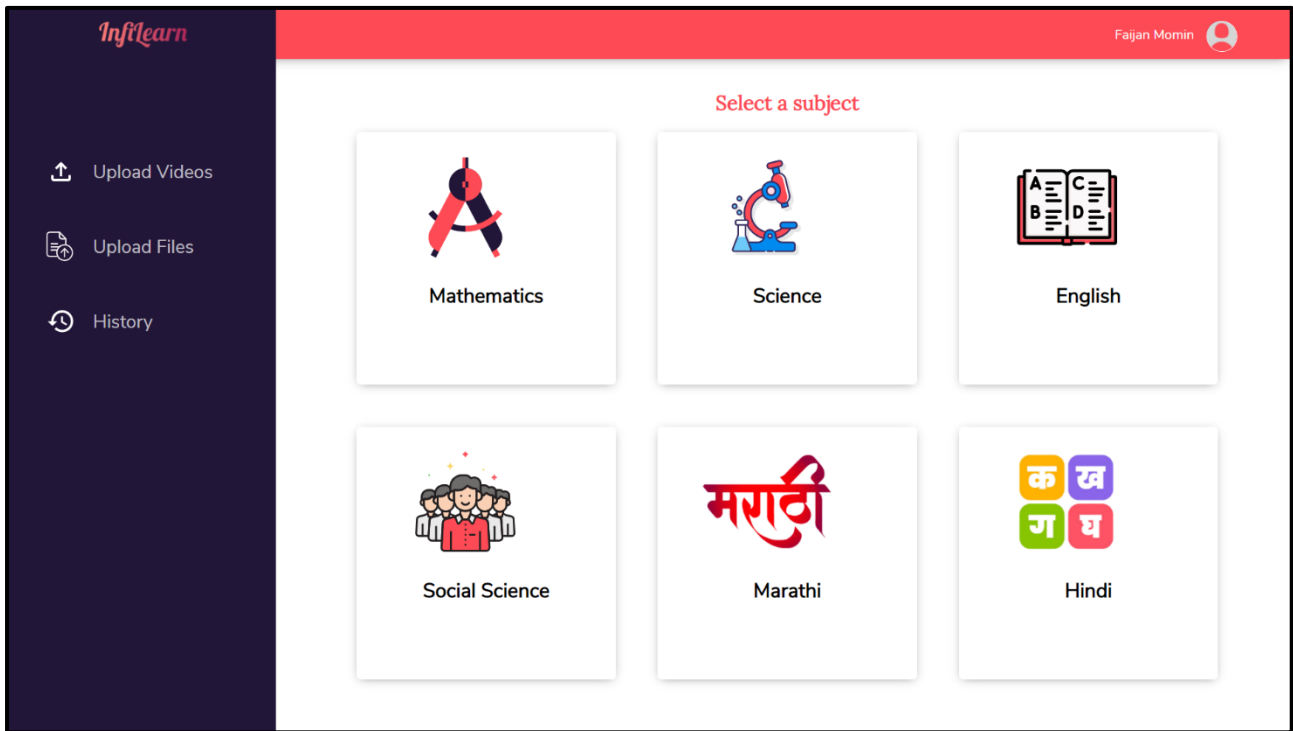 InfiLearn
Faijan Momin
Upload Videos
Upload Files
History
Select a subject
A C
B D
Mathematics
Science
English
मराठी
क ख
ग घ
Social Science
Marathi
Hindi